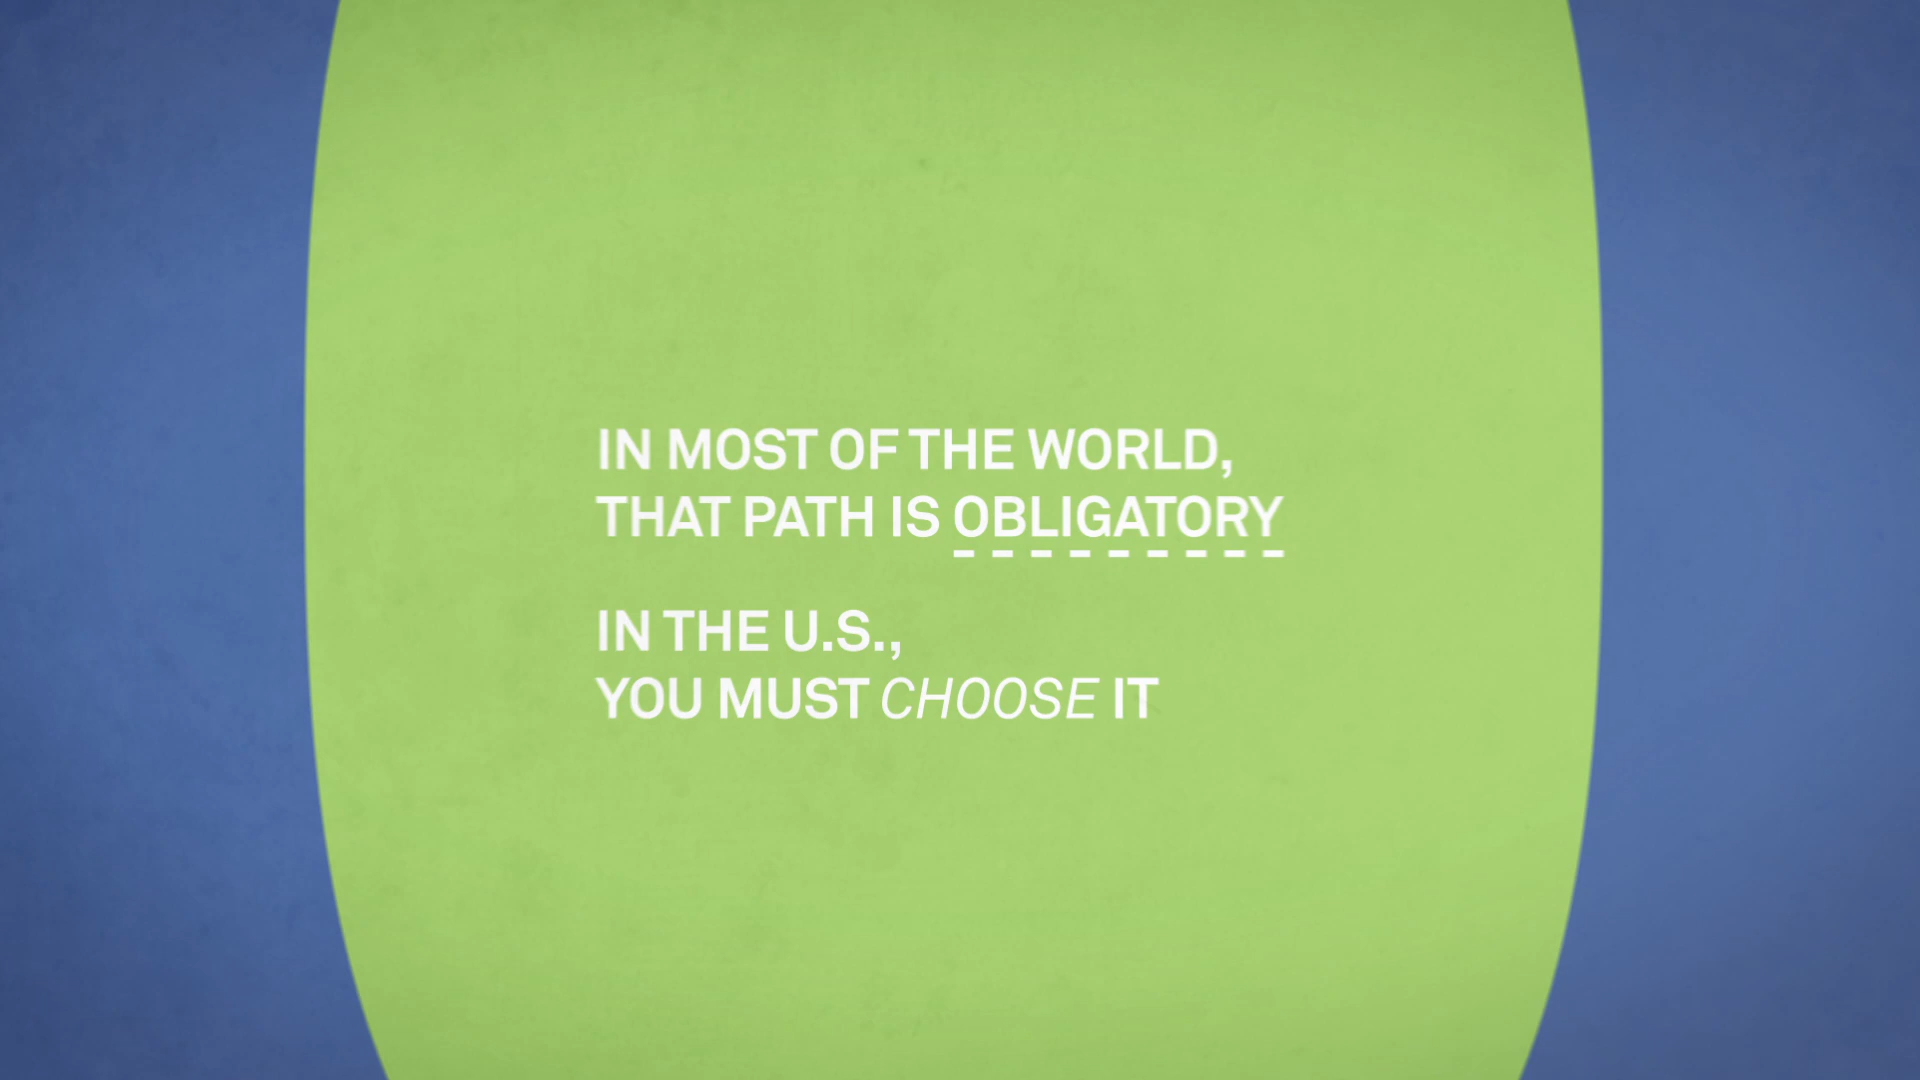 IN MOST OF THE WORLD,
THAT PATH IS OBLIGATORY
IN THE U.S.,
YOU MUST CHOOSE IT